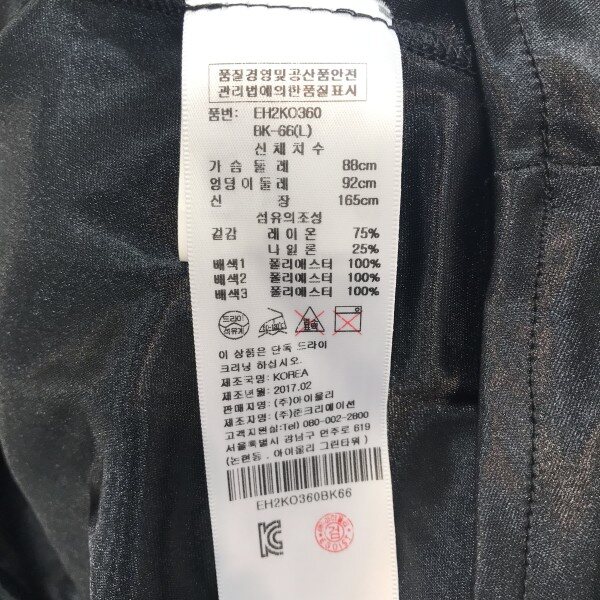 품질경영및공산품안전
관리법에의한품질표시
품번: EH2KO360
BK-66(L)
신체치수
가슴둘레 88cm
엉덩이둘레 92cm
신장 165cm
섬유의조성
겉감 레이온 75%
나일론 25%
배색1 폴리에스터 100%
배색2 폴리에스터 100%
배색3 폴리에스터 100%
드라이
이 상품은 단독 드라이
크리닝 하십시오.
제조국명: KOREA
제조년월: 2017.02
판매자명: (주)아이올리
제조자명: (주)준크리에이션
고객지원실:Tel) 080-002-2800
서울특별시 강남구 언주로 619
(논현동, 아이올리 그린타워)
EH2KO360BK66
검